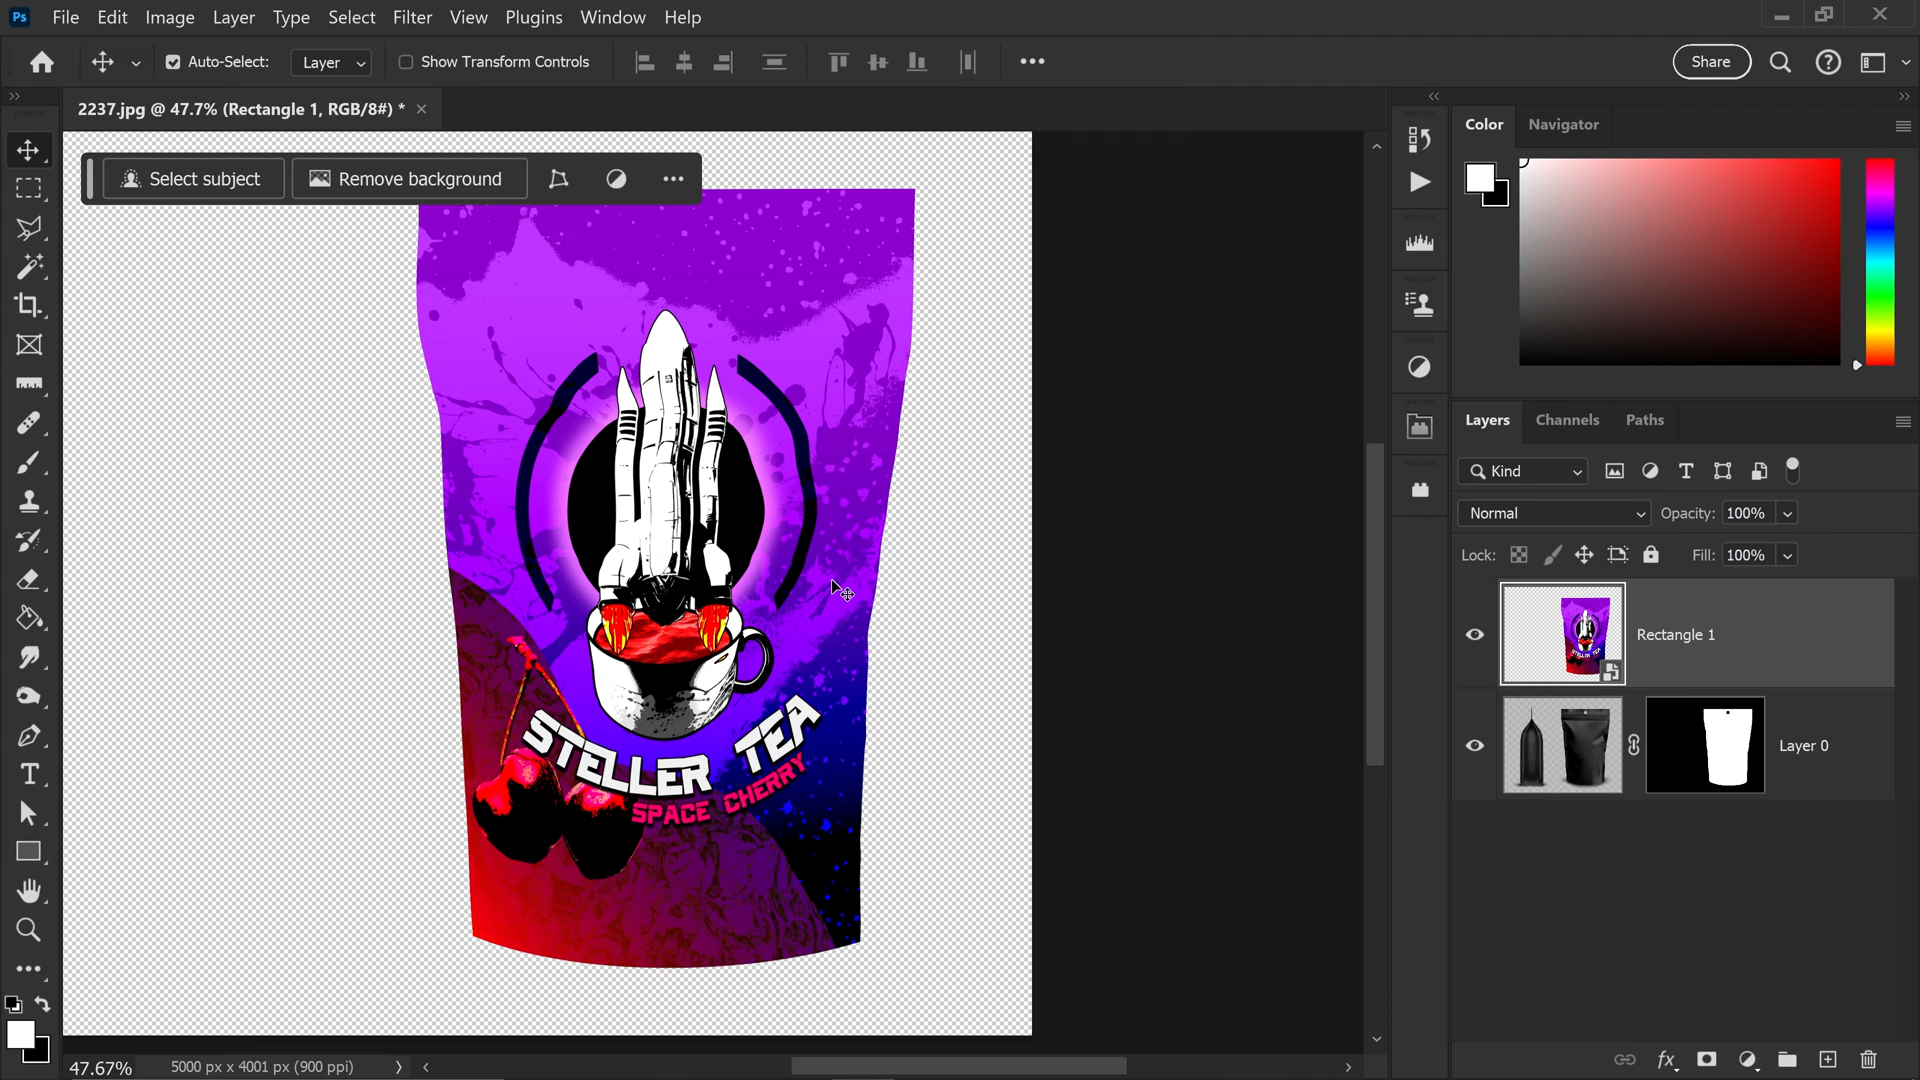 Ps File Edit Image Layer Type Select Filter View Plugins Window Help
Auto-Select: Layer Show Transform Controls Share
2237.jpg @ 47.7% (Rectangle 1, RGB/8#) *
Select subject Remove background
STELLER TEA
SPACE CHERRY
47.67% 5000 px x 4001 px (900 ppi)
Color Navigator
Layers Channels Paths
Kind
Normal Opacity: 100%
Lock: Fill: 100%
Rectangle 1
Layer 0
fx